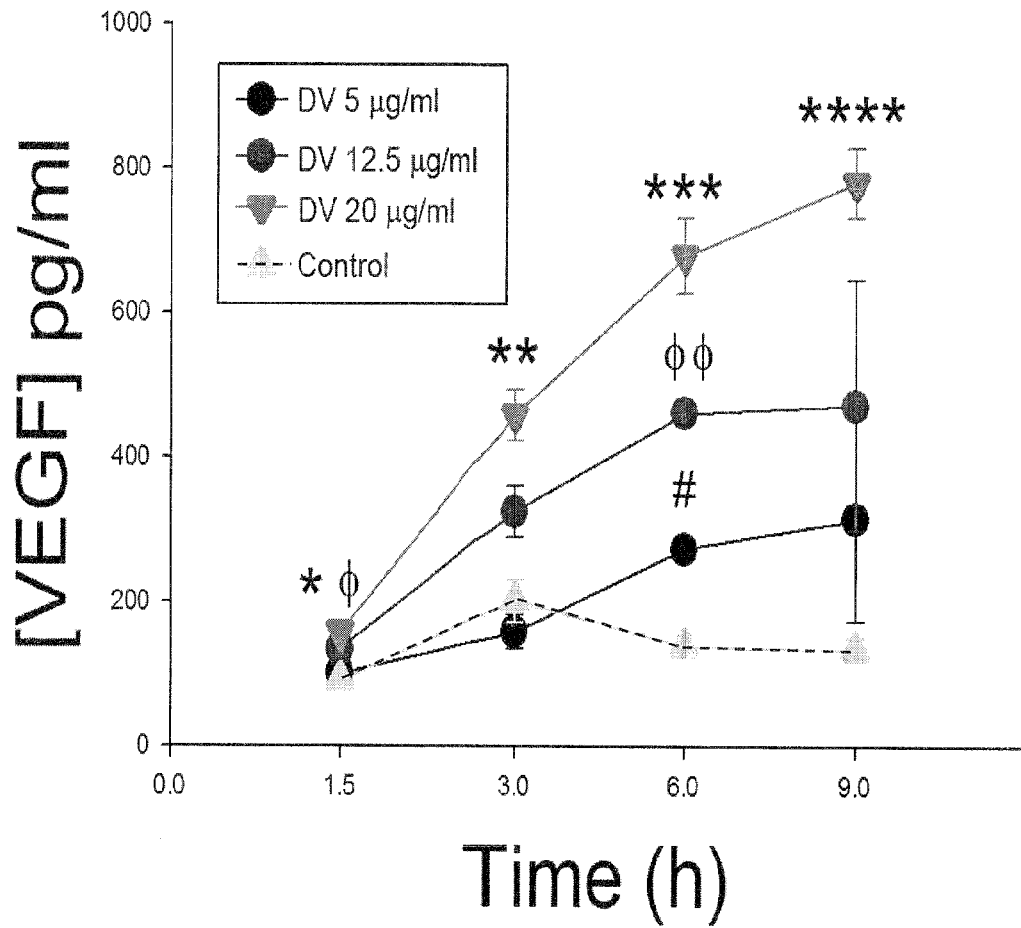 1000
800
600
400
200
0
[VEGF] pg/ml
DV 5 μg/ml
DV 12.5 μg/ml
DV 20 μg/ml
Control
* ϕ
**
***
****
ϕϕ
#
0.0 1.5 3.0 6.0 9.0
Time (h)